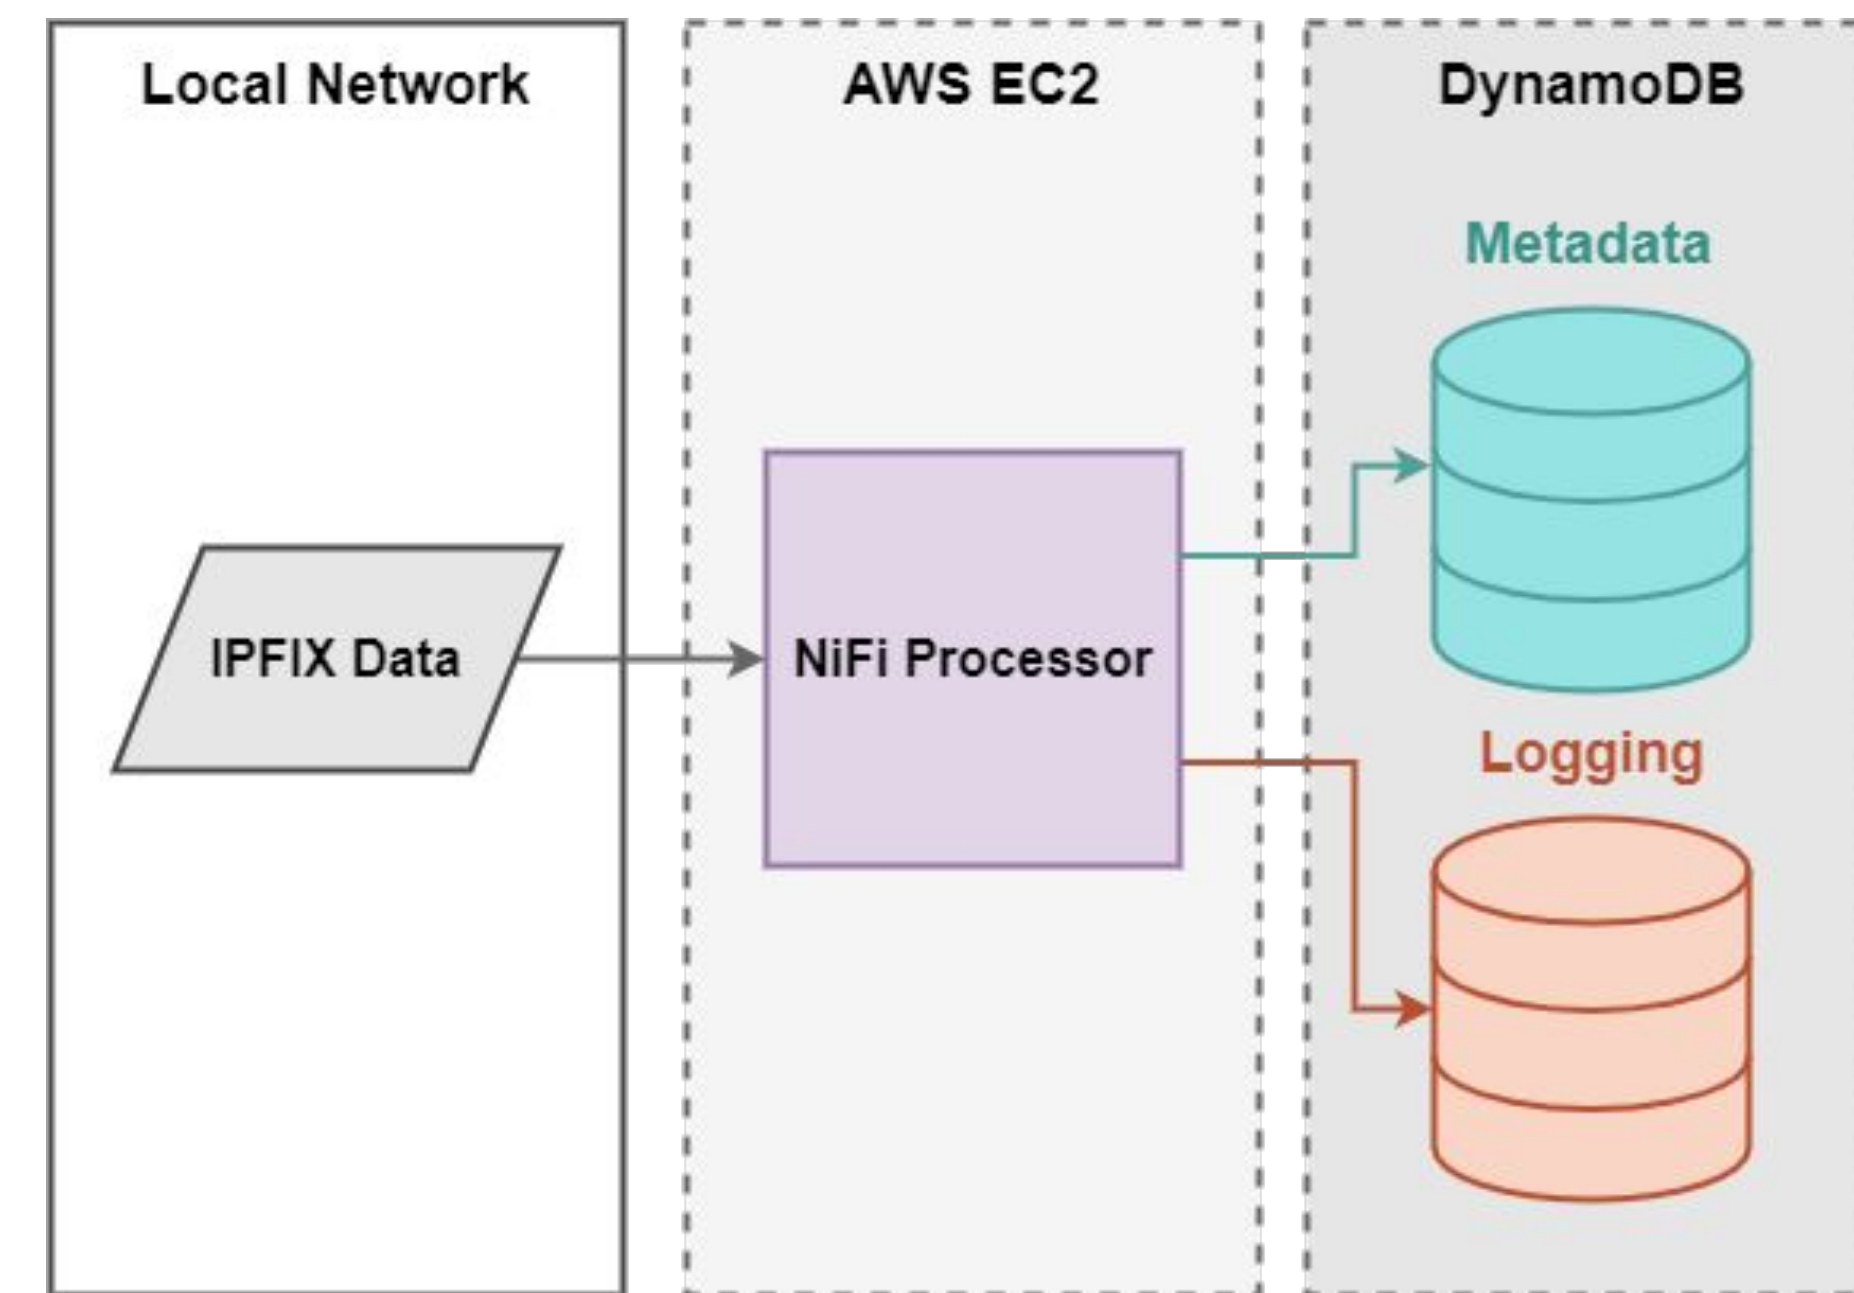 Local Network
AWS EC2
DynamoDB
Metadata
IPFIX Data
NiFi Processor
Logging